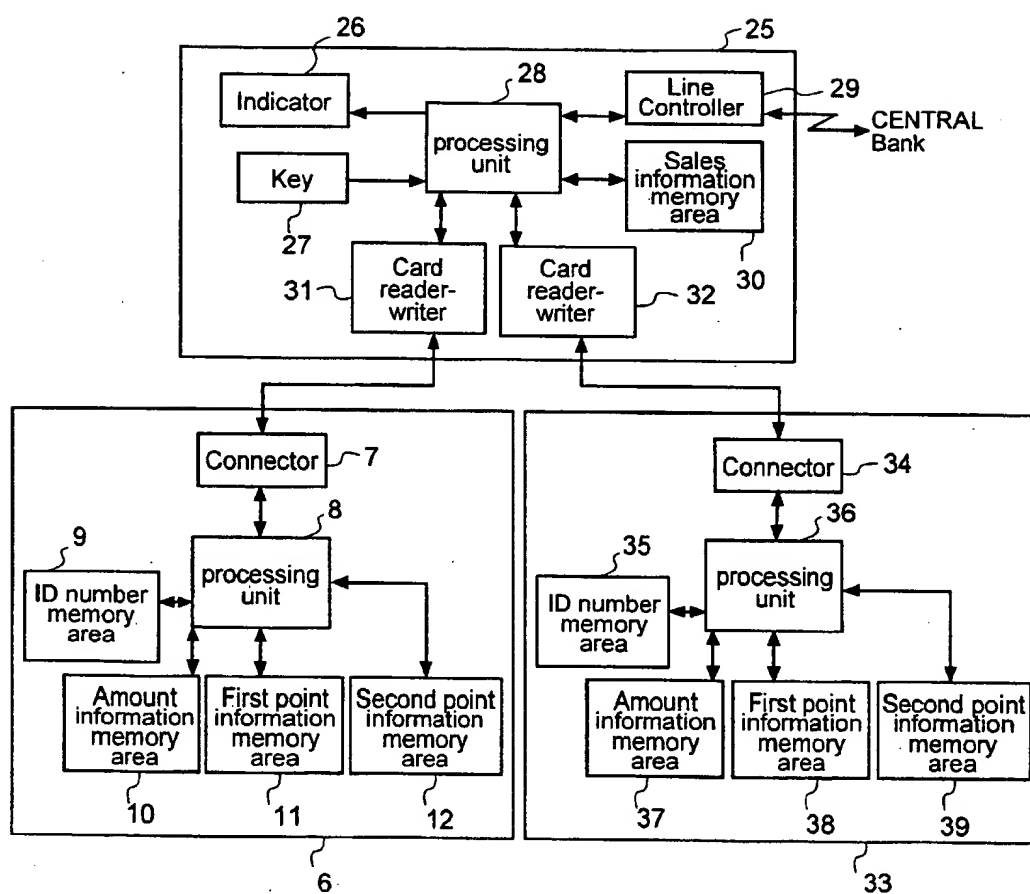 26
25
Indicator
28
Line
Controller
29
CENTRAL
Bank
processing
unit
Key
27
Sales
information
memory
area
30
31
Card
reader-
writer
Card
reader-
writer
32
Connector
7
8
9
processing
unit
ID number
memory
area
Amount
information
memory
area
First point
information
memory
area
Second point
information
memory
area
10
11
12
6
Connector
34
36
35
processing
unit
ID number
memory
area
Amount
information
memory
area
First point
information
memory
area
Second point
information
memory
area
37
38
39
33